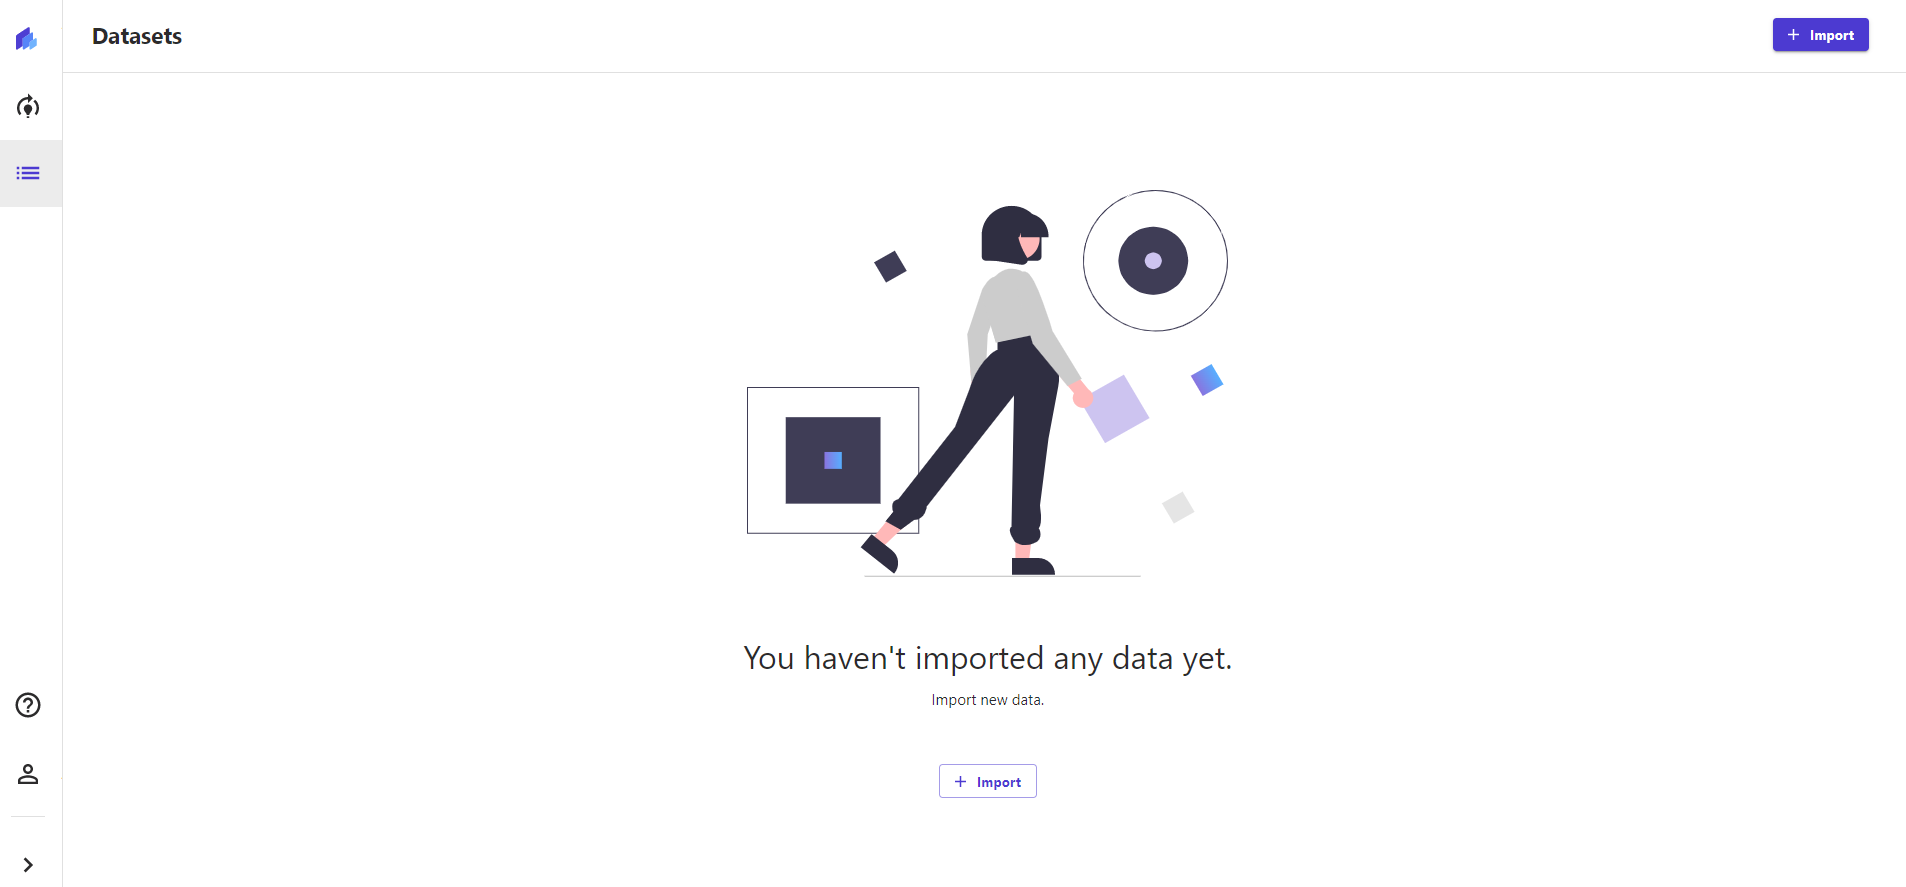 Datasets
Import
You haven't imported any data yet.
Import new data.
Import